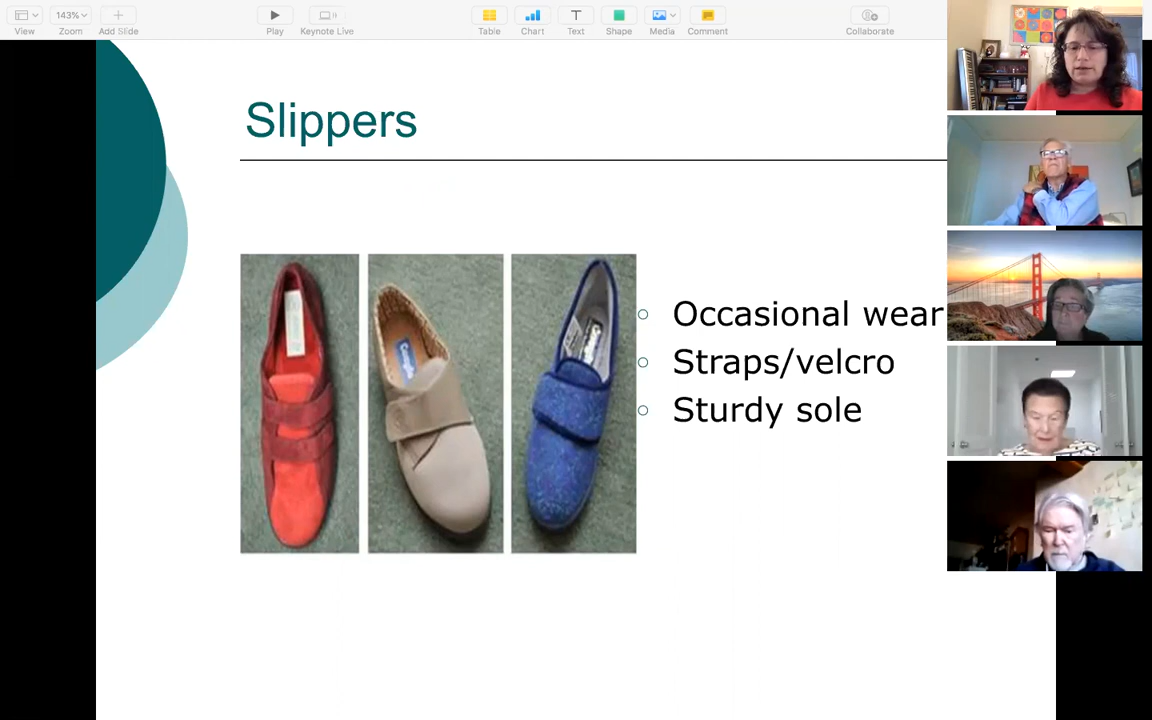 143%
View
Zoom
Add Slide
Play
Keynote Live
Table
Chart
Text
Shape
Media
Comment
Collaborate
Slippers
Occasional wear
Straps/velcro
Sturdy sole